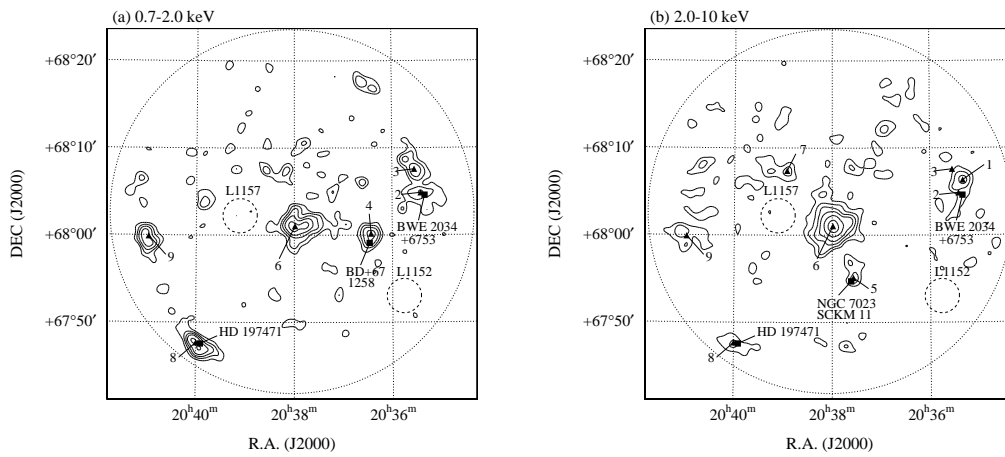 (a) 0.7-2.0 keV
+68°20′
+68°10′
+68°00′
+67°50′
DEC (J2000)
L1157
3
2
4
BWE 2034
+6753
6
9
BD+67
1258
L1152
HD 197471
8
20ʰ40ᵐ
20ʰ38ᵐ
20ʰ36ᵐ
R.A. (J2000)
(b) 2.0-10 keV
+68°20′
+68°10′
+68°00′
+67°50′
DEC (J2000)
7
L1157
3
1
2
BWE 2034
+6753
6
9
L1152
5
NGC 7023
SCKM 11
HD 197471
8
20ʰ40ᵐ
20ʰ38ᵐ
20ʰ36ᵐ
R.A. (J2000)